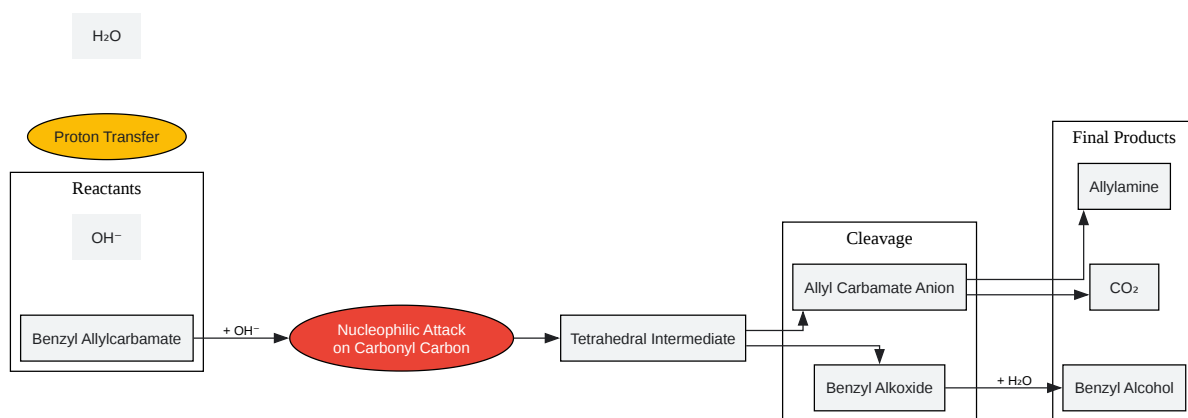 H₂O
Proton Transfer
Reactants
OH⁻
Benzyl Allylcarbamate
+ OH⁻
Nucleophilic Attack
on Carbonyl Carbon
Tetrahedral Intermediate
Cleavage
Allyl Carbamate Anion
Benzyl Alkoxide
+ H₂O
Final Products
Allylamine
CO₂
Benzyl Alcohol